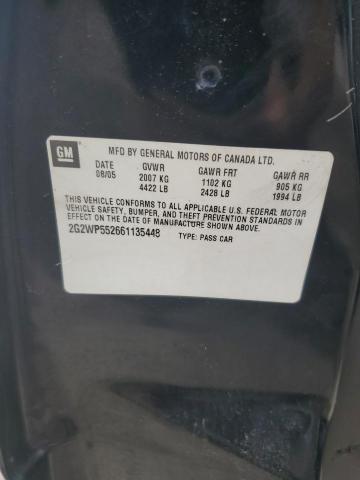 GM
MFD BY GENERAL MOTORS OF CANADA LTD.
DATE GVWR GAWR FRT GAWR RR
08/05 2007 KG 1102 KG 905 KG
4422 LB 2428 LB 1994 LB
THIS VEHICLE CONFORMS TO ALL APPLICABLE U.S. FEDERAL MOTOR
VEHICLE SAFETY, BUMPER, AND THEFT PREVENTION STANDARDS IN
EFFECT ON THE DATE OF MANUFACTURE SHOWN ABOVE.
2G2WP552661135448 TYPE: PASS CAR